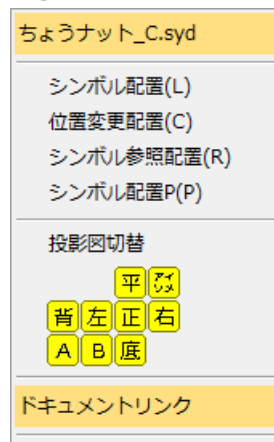 ちょうナット_C.syd
シンボル配置(L)
位置変更配置(C)
シンボル参照配置(R)
シンボル配置P(P)
投影図切替
平 アイソメ
背 左 正 右
A B 底
ドキュメントリンク